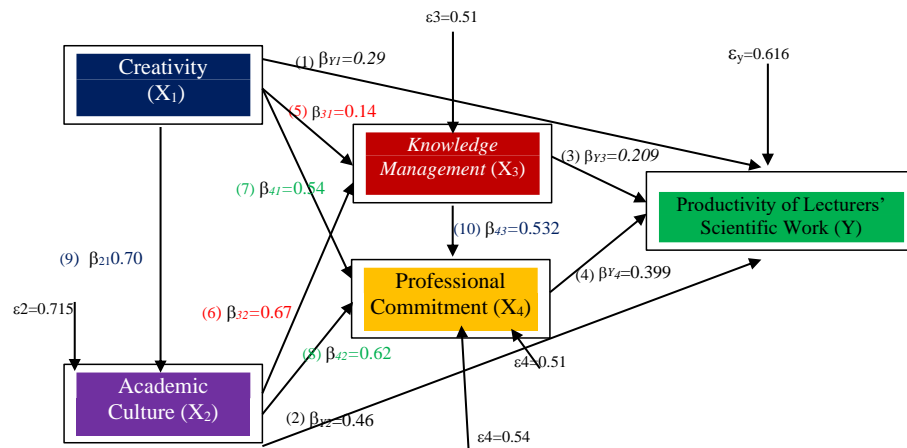 ε3=0.51
(1) βY1=0.29
εy=0.616
Creativity
(X1)
(5) β31=0.14
Knowledge
Management (X3)
(3) βY3=0.209
(7) β41=0.54
Productivity of Lecturers’
Scientific Work (Y)
(10) β43=0.532
(9) β210.70
(4) βY4=0.399
Professional
Commitment (X4)
ε2=0.715
(6) β32=0.67
(8) β42=0.62
ε4=0.51
Academic
Culture (X2)
(2) βY2=0.46
ε4=0.54